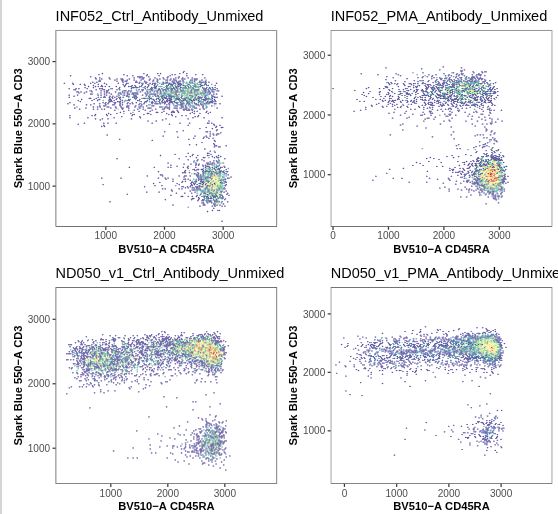 INF052_Ctrl_Antibody_Unmixed
Spark Blue 550−A CD3
3000
2000
1000
1000 2000 3000
BV510−A CD45RA
INF052_PMA_Antibody_Unmixed
Spark Blue 550−A CD3
3000
2000
1000
0 1000 2000 3000
BV510−A CD45RA
ND050_v1_Ctrl_Antibody_Unmixed
Spark Blue 550−A CD3
3000
2000
1000
1000 2000 3000
BV510−A CD45RA
ND050_v1_PMA_Antibody_Unmixe
Spark Blue 550−A CD3
3000
2000
1000
0 1000 2000 3000
BV510−A CD45RA